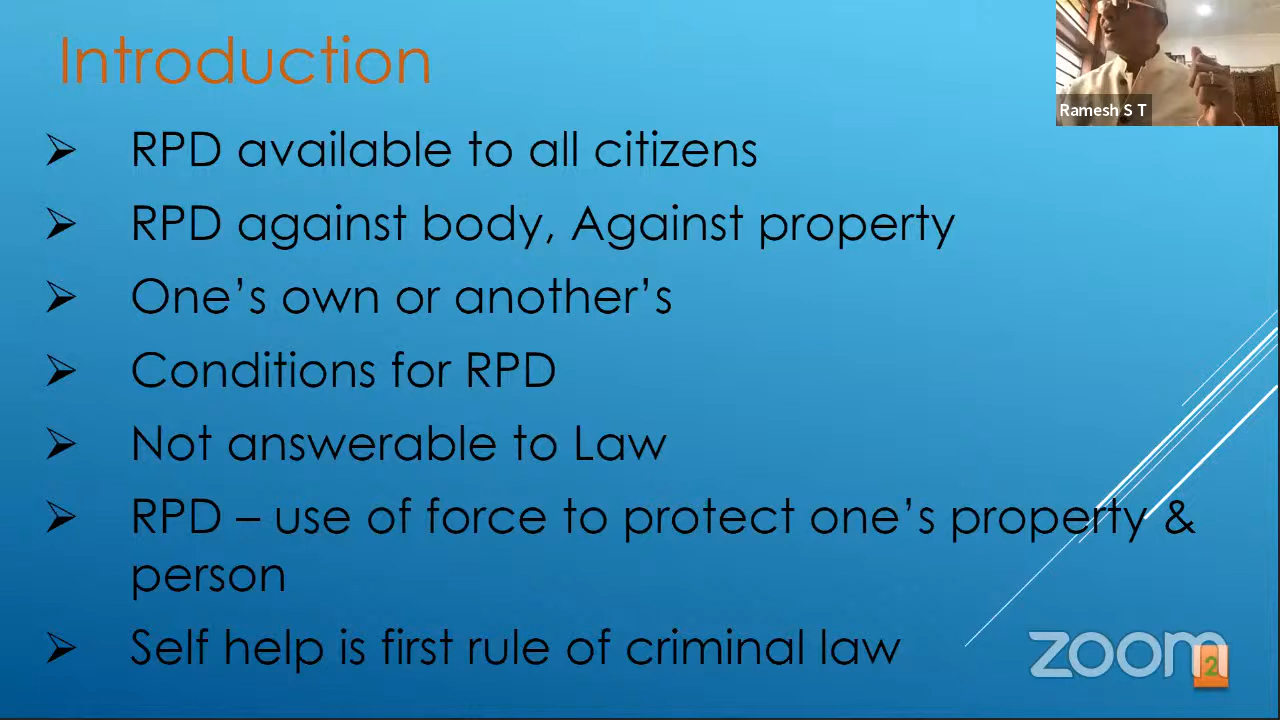 Introduction
Ramesh S T
RPD available to all citizens
RPD against body, Against property
One’s own or another’s
Conditions for RPD
Not answerable to Law
RPD – use of force to protect one’s property &
person
Self help is first rule of criminal law
zoom
2